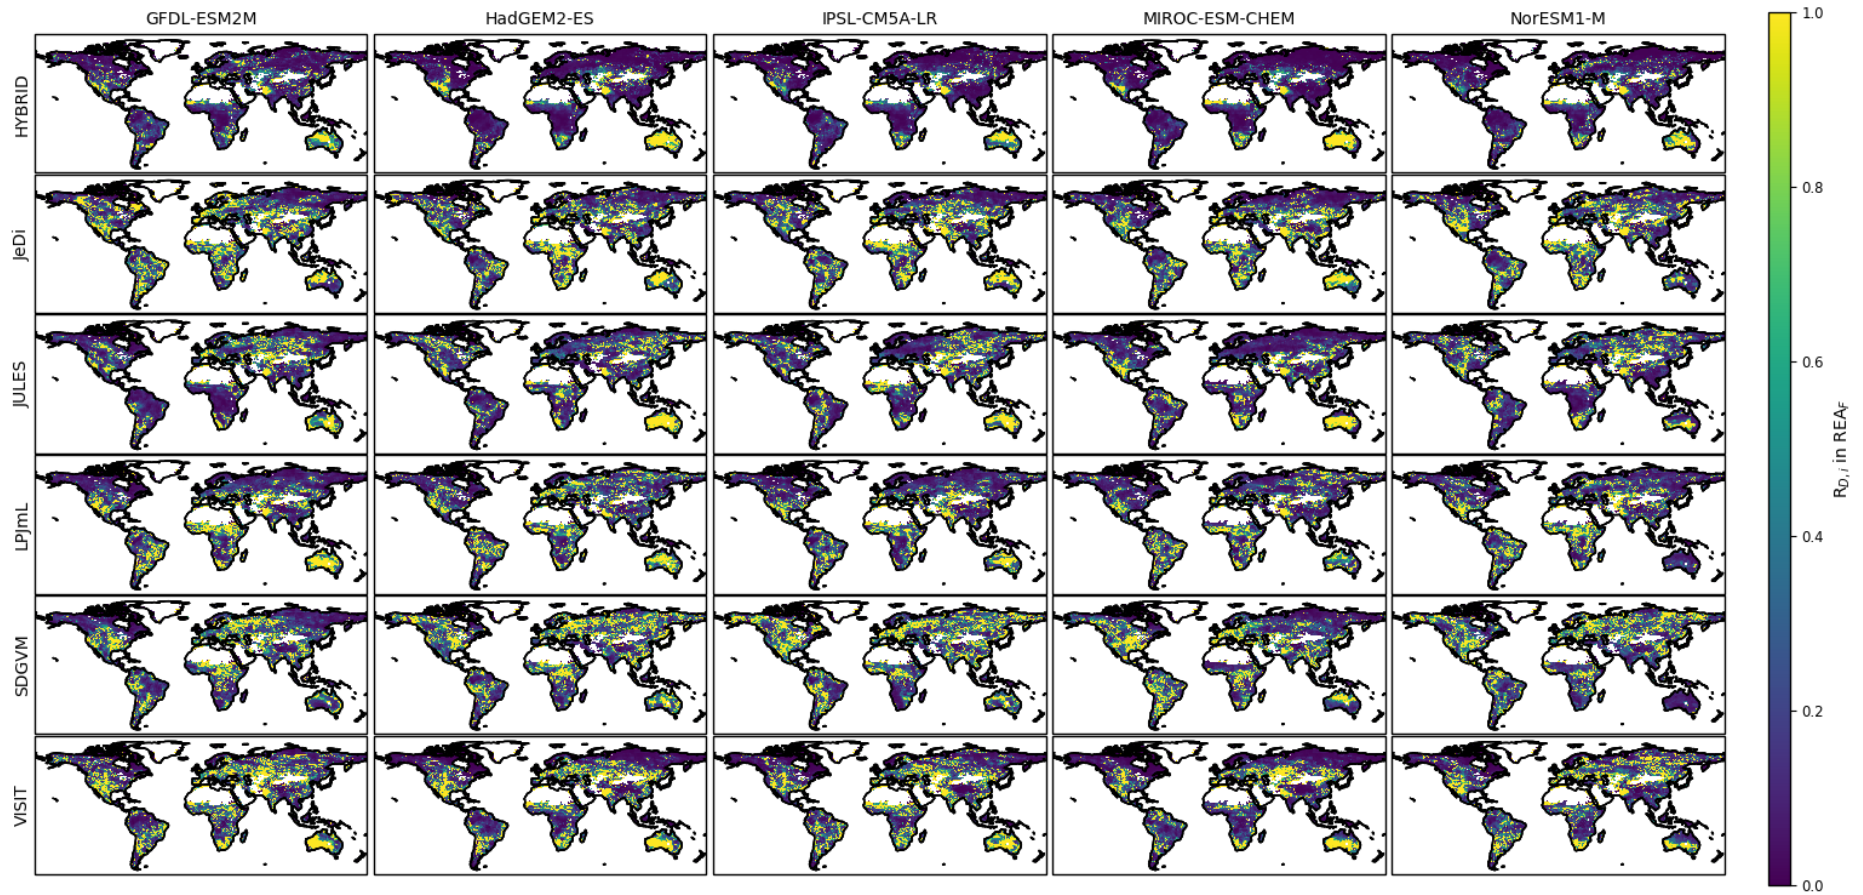 GFDL-ESM2M HadGEM2-ES IPSL-CM5A-LR MIROC-ESM-CHEM NorESM1-M
HYBRID
JeDi
JULES
LPJmL
SDGVM
VISIT
1.0
0.8
0.6
0.4
0.2
0.0
R_{D,i} in REA_F